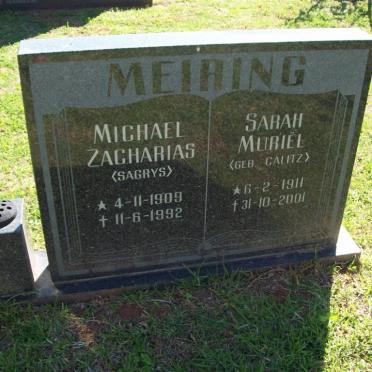 MEIRING
MICHAEL
ZACHARIAS
(SAGRYS)
★ 4-11-1909
✝ 11-6-1992
SARAH
MURIËL
(GEB CALITZ)
★ 6-2-1911
✝ 31-10-2001